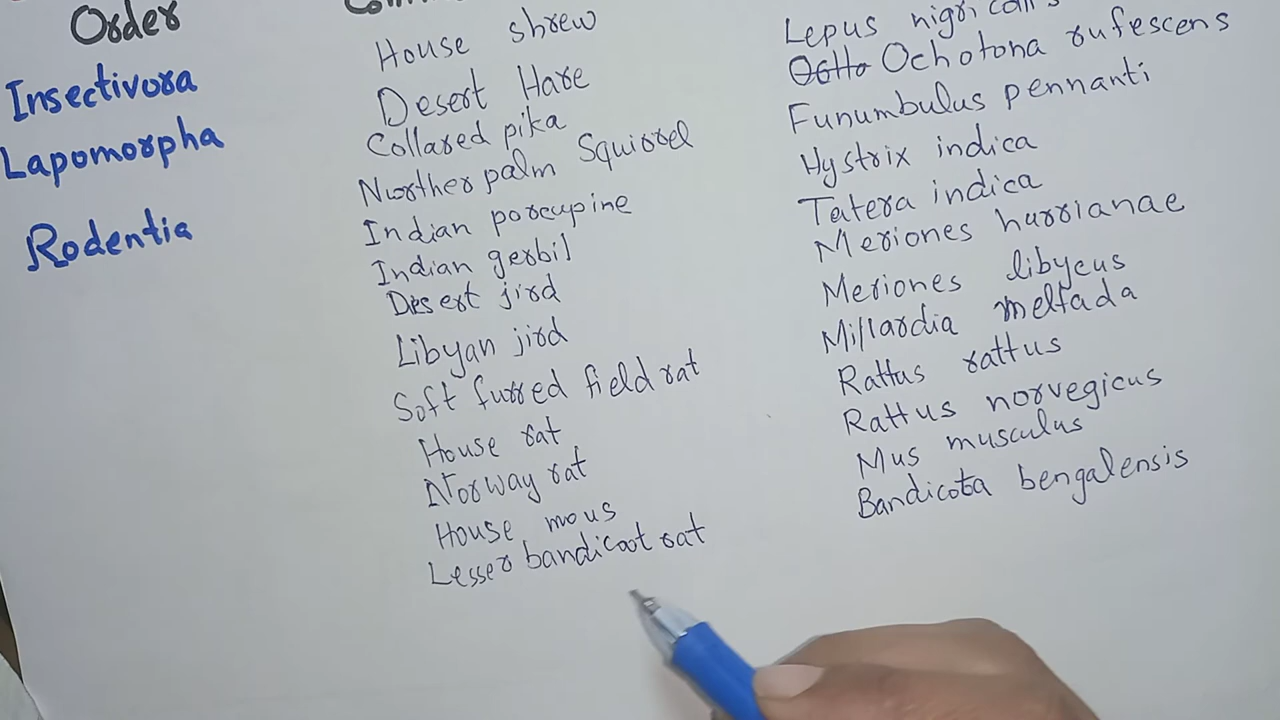 Order
House shrew
Insectivora
Desert Hare
Lapomorpha
Collared pika
Norther palm Squirrel
Rodentia
Indian porcupine
Indian gerbil
Desert jird
Libyan jird
Soft furred field rat
House rat
Norway rat
House mous
Lesser bandicoot rat
Lepus nigricolis
Ochotona rufescens
Funumbulus pennanti
Hystrix indica
Tatera indica
Meriones hurrianae
Meriones libycus
Millardia meltada
Rattus rattus
Rattus norvegicus
Mus musculus
Bandicota bengalensis